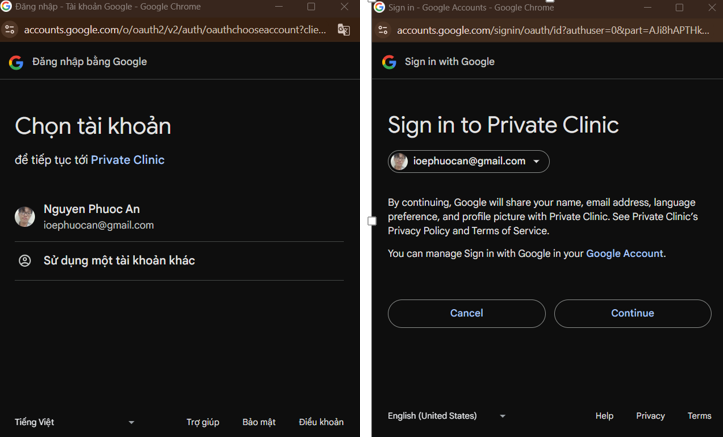 Đăng nhập - Tài khoản Google - Google Chrome
accounts.google.com/o/oauth2/v2/auth/oauthchooseaccount?clie...
Đăng nhập bằng Google
Chọn tài khoản
để tiếp tục tới Private Clinic
Nguyen Phuoc An
ioephuocan@gmail.com
Sử dụng một tài khoản khác
Tiếng Việt
Trợ giúp
Bảo mật
Điều khoản
Sign in - Google Accounts - Google Chrome
accounts.google.com/signin/oauth/id?authuser=0&part=AJi8hAPTHk...
Sign in with Google
Sign in to Private Clinic
ioephuocan@gmail.com
By continuing, Google will share your name, email address, language
preference, and profile picture with Private Clinic. See Private Clinic's
Privacy Policy and Terms of Service.
You can manage Sign in with Google in your Google Account.
Cancel
Continue
English (United States)
Help
Privacy
Terms